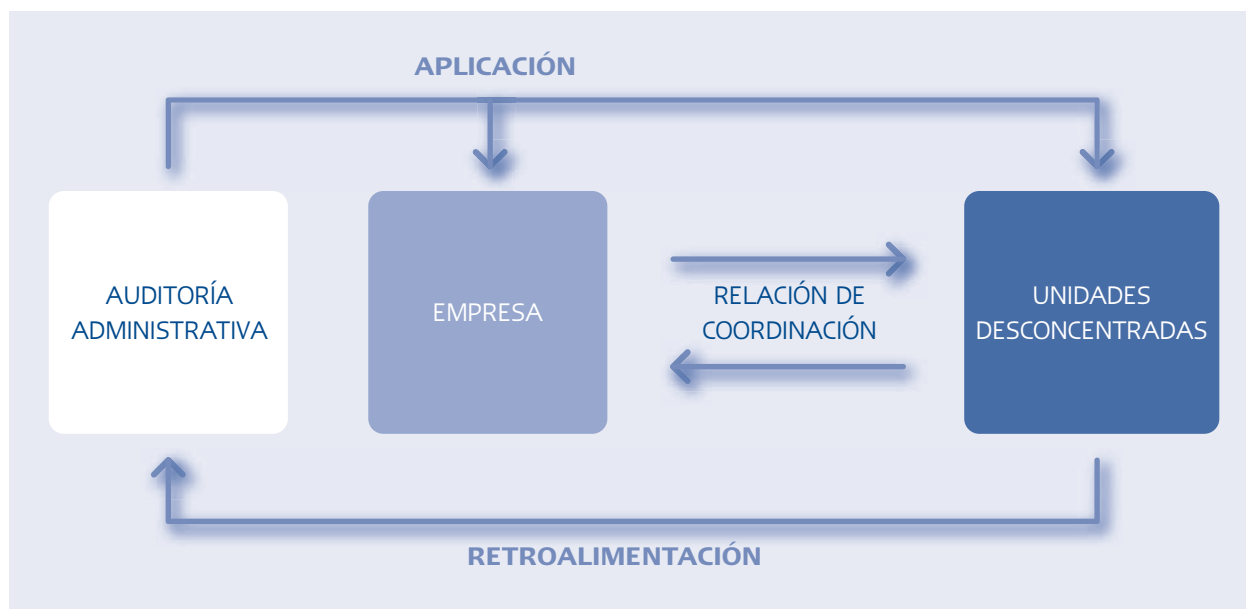 APLICACIÓN
AUDITORÍA
ADMINISTRATIVA
EMPRESA
RELACIÓN DE
COORDINACIÓN
UNIDADES
DESCONCENTRADAS
RETROALIMENTACIÓN